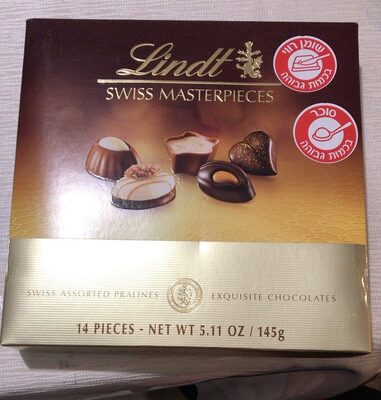 Lindt
SWISS MASTERPIECES
שומן רווי
בכמות גבוהה
סוכר
בכמות גבוהה
SWISS ASSORTED PRALINES
EXQUISITE CHOCOLATES
14 PIECES - NET WT 5.11 OZ / 145g